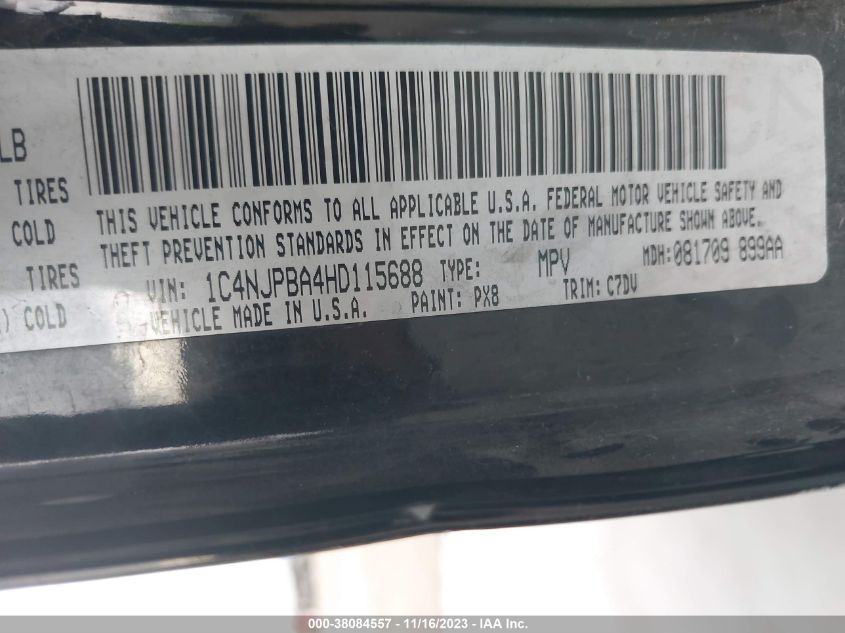 LB
TIRES
COLD
TIRES
) COLD
THIS VEHICLE CONFORMS TO ALL APPLICABLE U.S.A. FEDERAL MOTOR VEHICLE SAFETY AND
THEFT PREVENTION STANDARDS IN EFFECT ON THE DATE OF MANUFACTURE SHOWN ABOVE.
VIN: 1C4NJPBA4HD115688 TYPE: MPV MDH:081709 899AA
VEHICLE MADE IN U.S.A. PAINT: PX8 TRIM: C7DV
000-38084557 - 11/16/2023 - IAA Inc.